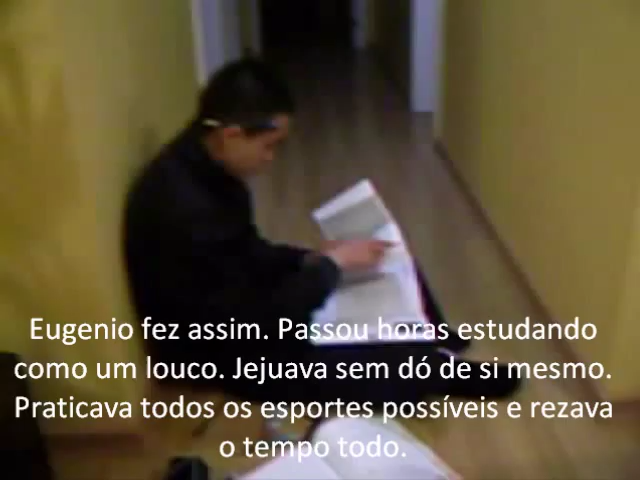 Eugenio fez assim. Passou horas estudando
como um louco. Jejuava sem dó de si mesmo.
Praticava todos os esportes possíveis e rezava
o tempo todo.